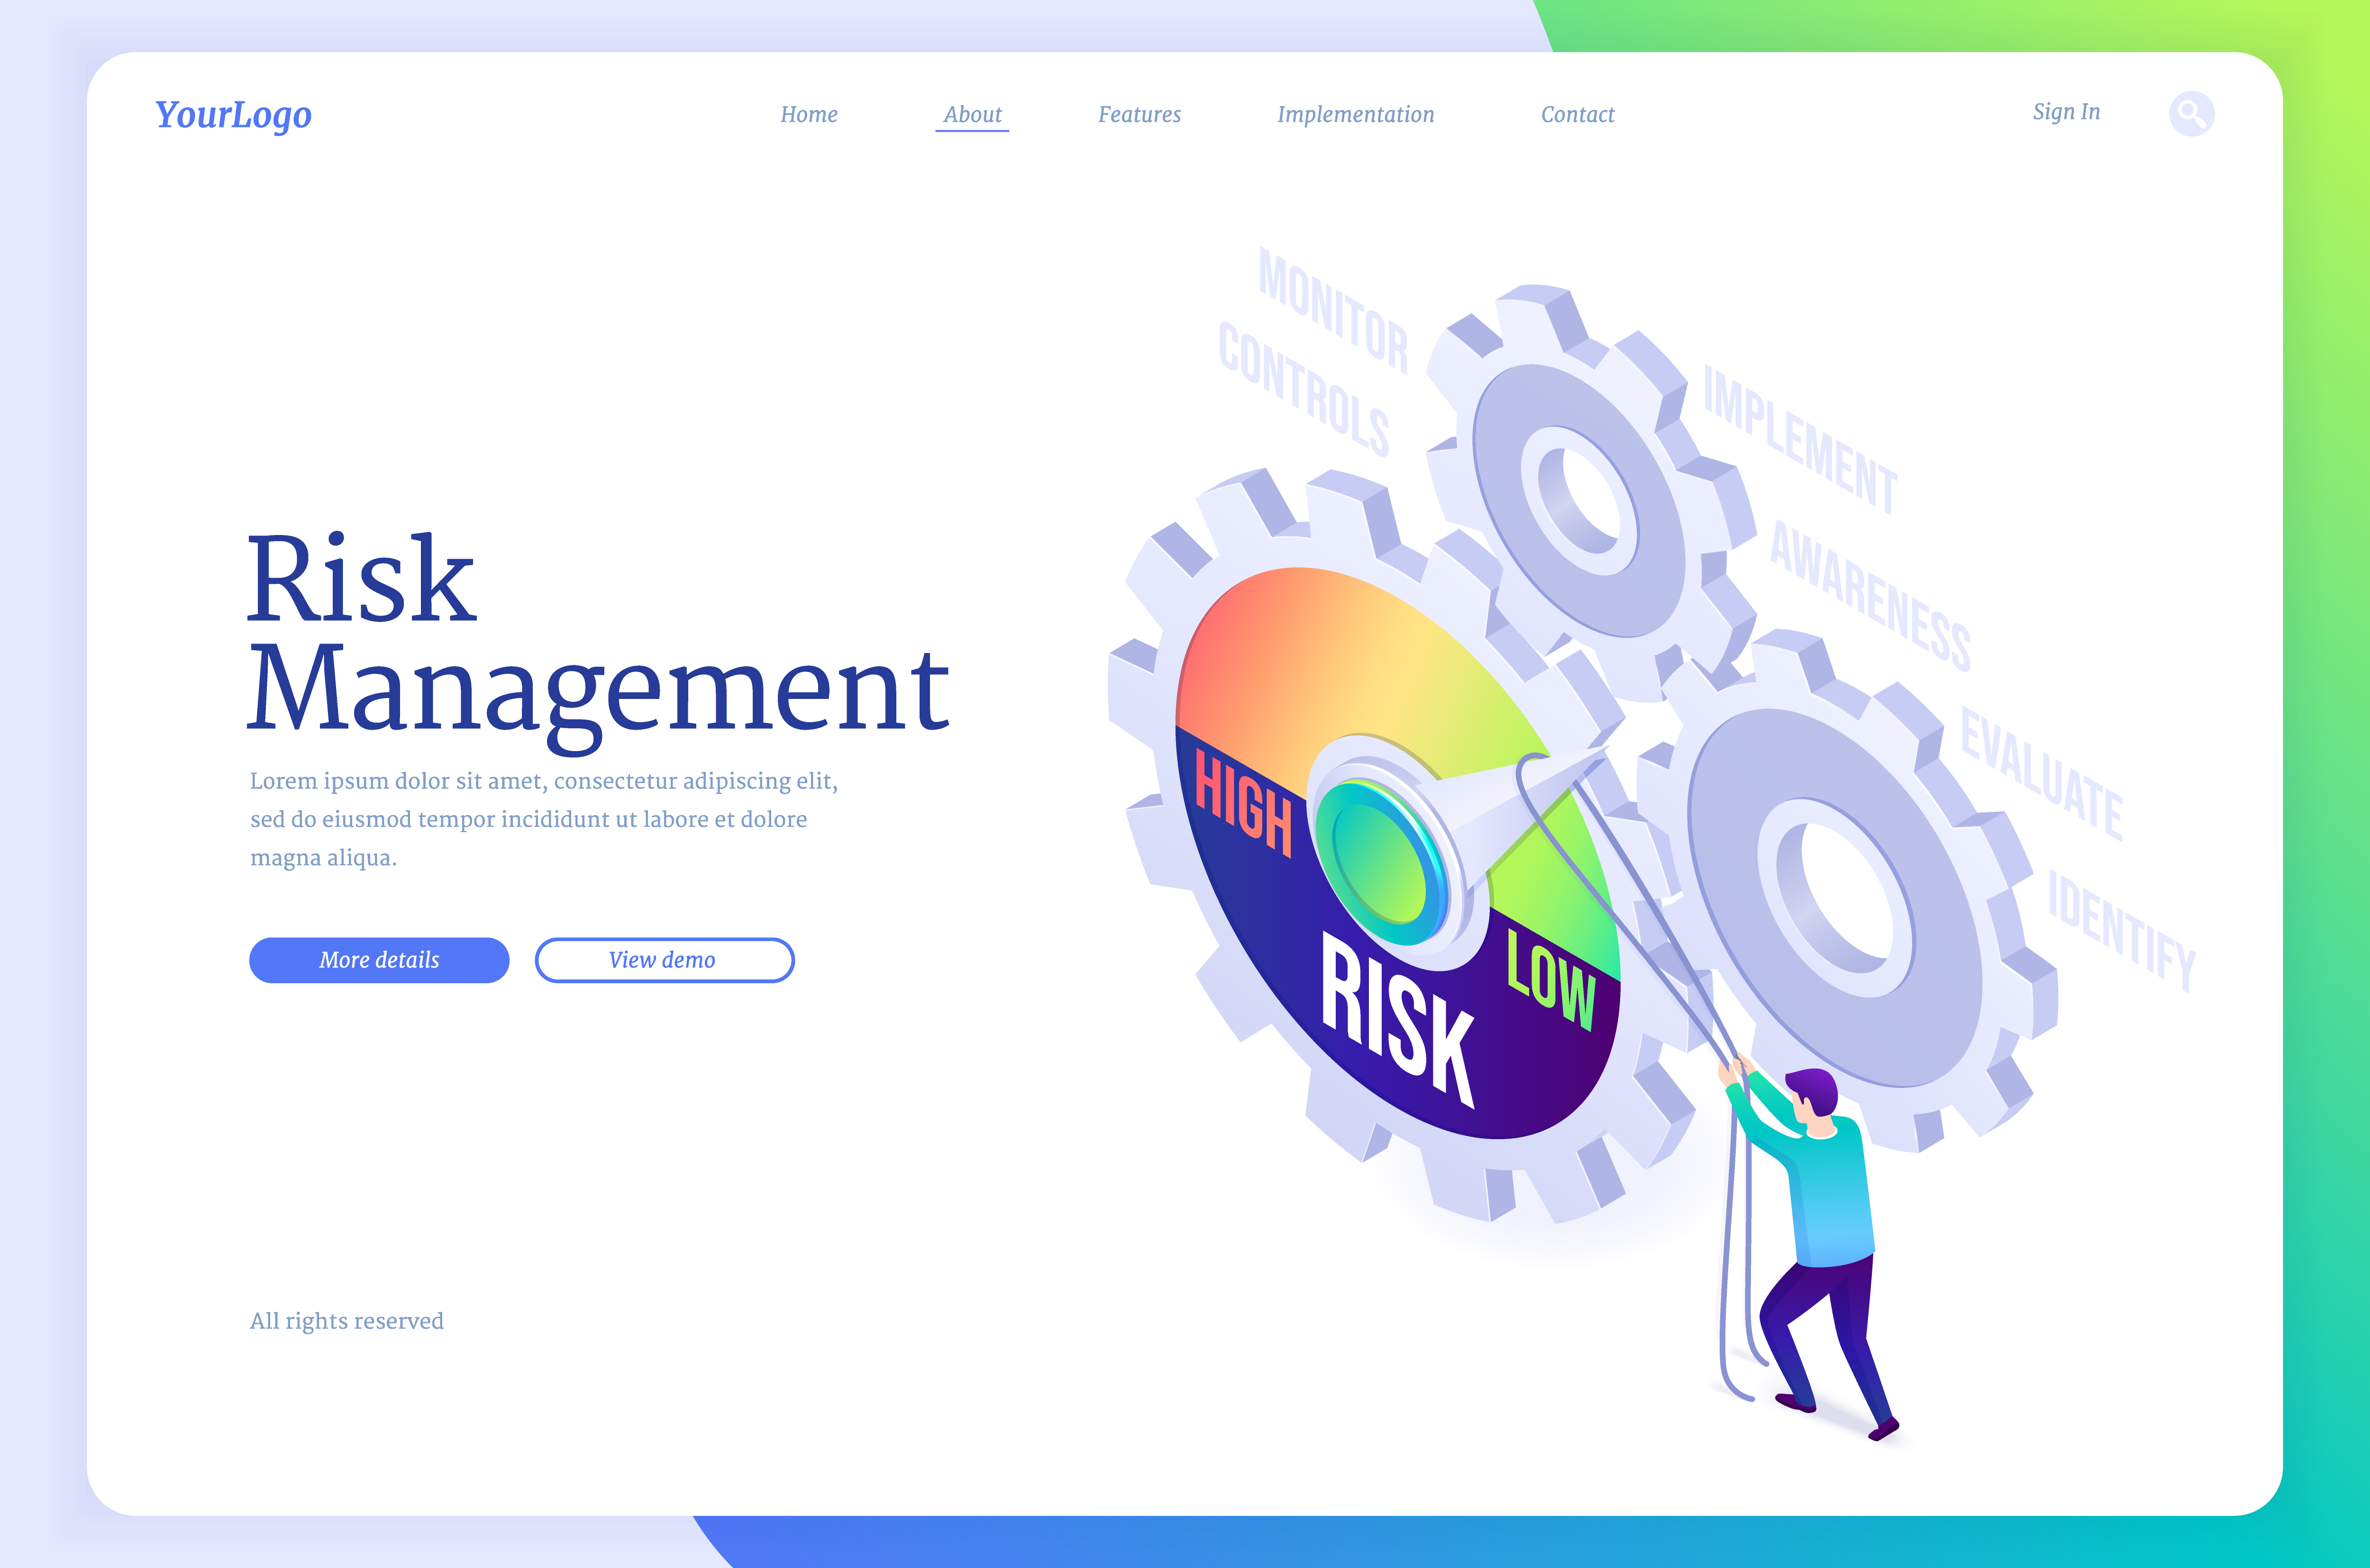 YourLogo
Home
About
Features
Implementation
Contact
Sign In
MONITOR
CONTROLS
IMPLEMENT
AWARENESS
EVALUATE
IDENTIFY
Risk
Management
Lorem ipsum dolor sit amet, consectetur adipiscing elit,
sed do eiusmod tempor incididunt ut labore et dolore
magna aliqua.
More details
View demo
HIGH
RISK
LOW
All rights reserved